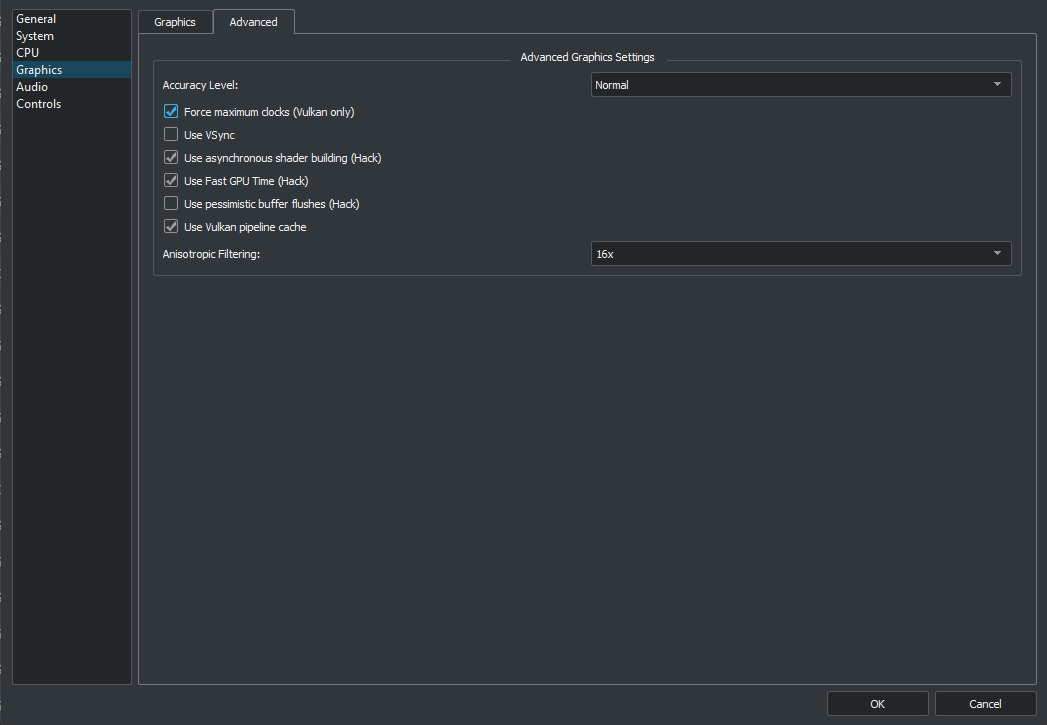 General
System
CPU
Graphics
Audio
Controls
Graphics
Advanced
Advanced Graphics Settings
Accuracy Level:
Normal
Force maximum clocks (Vulkan only)
Use VSync
Use asynchronous shader building (Hack)
Use Fast GPU Time (Hack)
Use pessimistic buffer flushes (Hack)
Use Vulkan pipeline cache
Anisotropic Filtering:
16x
OK
Cancel